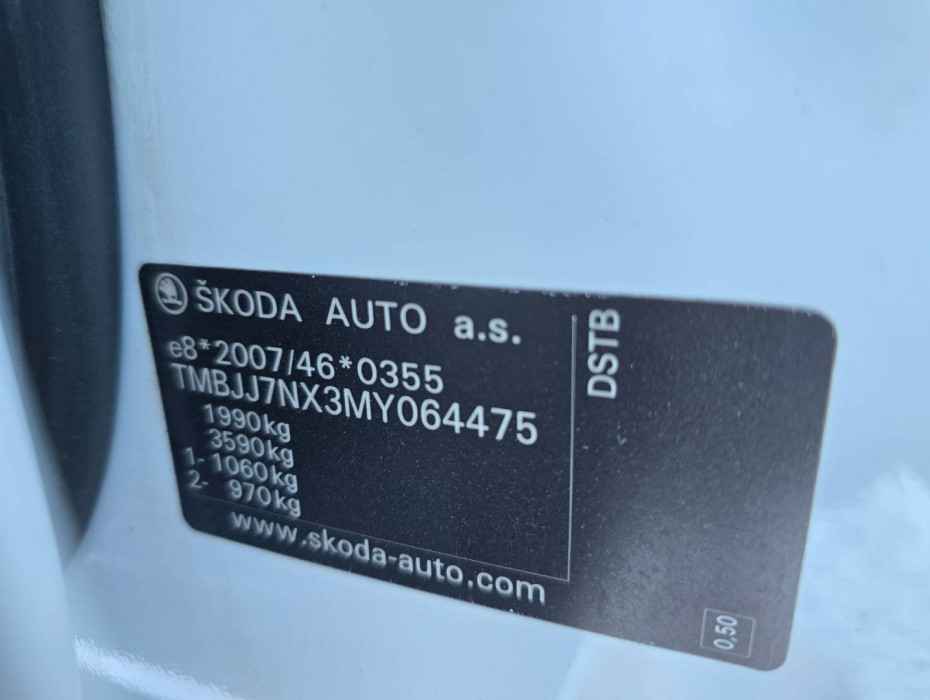 ŠKODA AUTO a.s.
e8*2007/46*0355
TMBJJ7NX3MY064475
1990kg
3590kg
1- 1060kg
2- 970kg
www.skoda-auto.com
DSTB
0,50